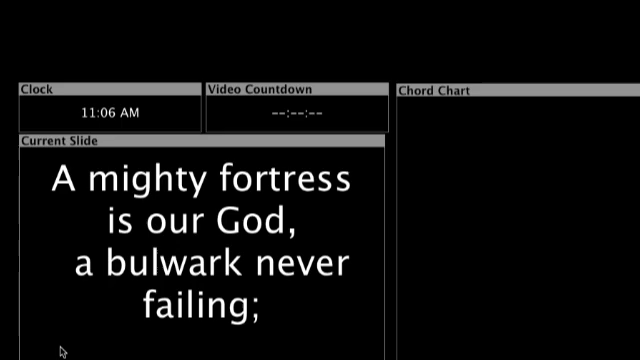 Clock
Video Countdown
Chord Chart
11:06 AM
--:--:--
Current Slide
A mighty fortress
is our God,
a bulwark never
failing;